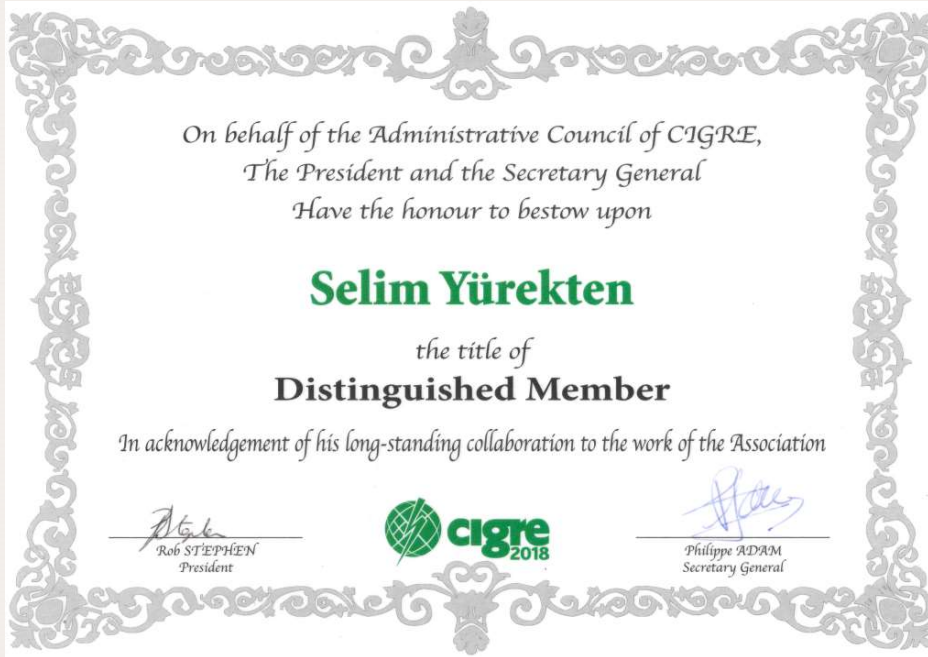 On behalf of the Administrative Council of CIGRE,
The President and the Secretary General
Have the honour to bestow upon
Selim Yürekten
the title of
Distinguished Member
In acknowledgement of his long-standing collaboration to the work of the Association
Rob STEPHEN
President
cigre
2018
Philippe ADAM
Secretary General